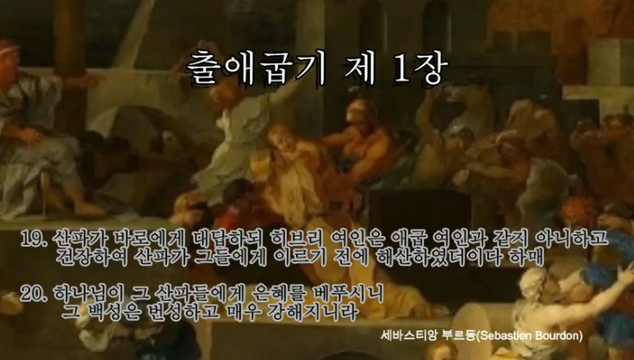 출애굽기 제 1장
19. 산파가 바로에게 대답하되 히브리 여인은 애굽 여인과 같지 아니하고
건장하여 산파가 그들에게 이르기 전에 해산하였더이다 하매
20. 하나님이 그 산파들에게 은혜를 베푸시니
그 백성은 번성하고 매우 강해지니라
세바스티앙 부르동(Sebastien Bourdon)